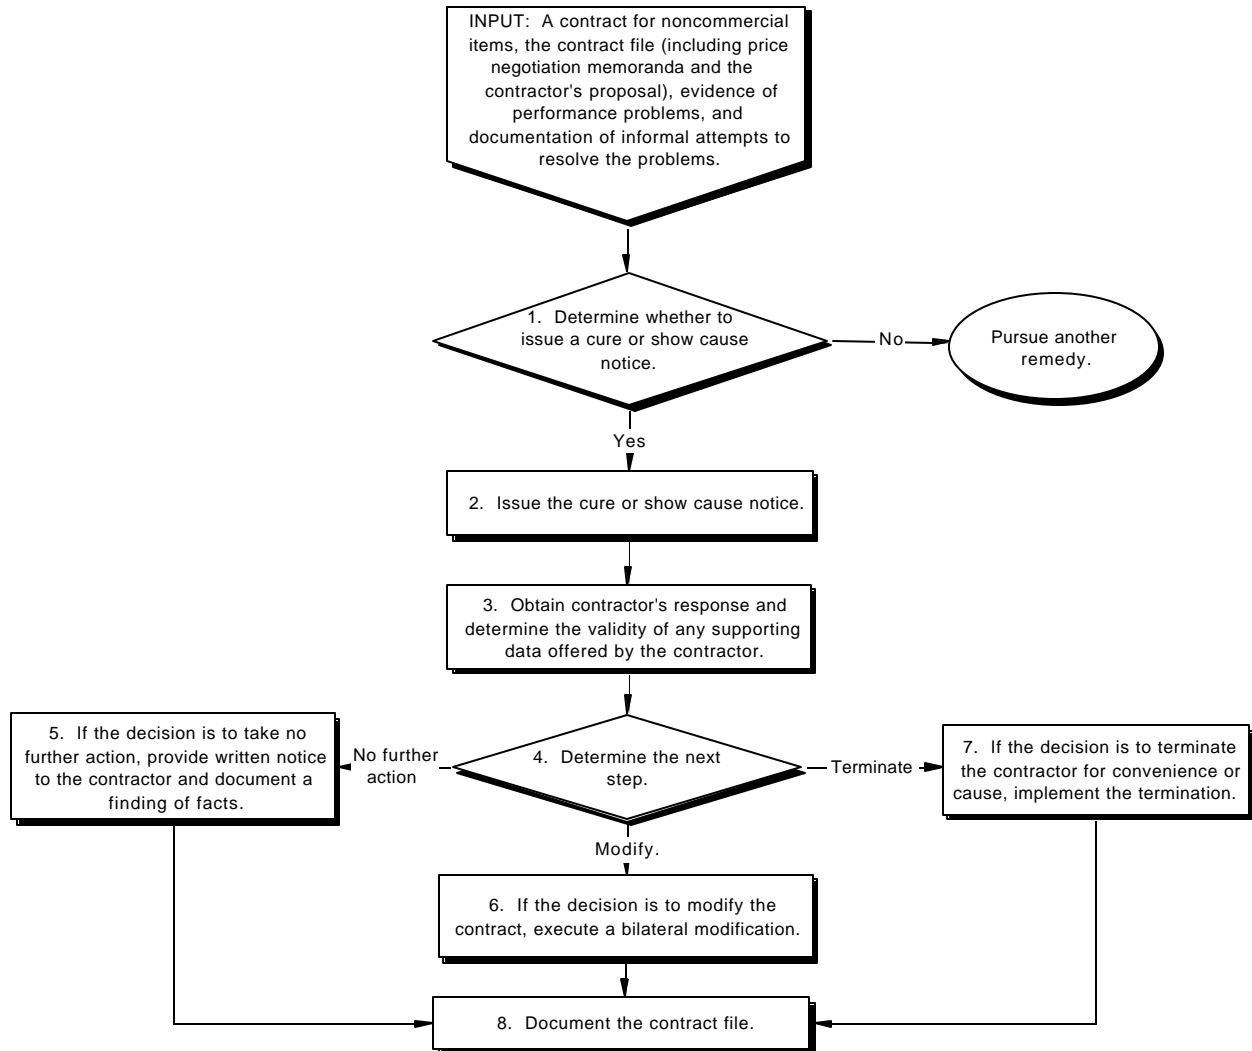 INPUT:  A contract for noncommercial
items, the contract file (including price
negotiation memoranda and the
contractor's proposal), evidence of
performance problems, and
documentation of informal attempts to
resolve the problems.
1.  Determine whether to
issue a cure or show cause
notice.
No
Pursue another
remedy.
Yes
2.  Issue the cure or show cause notice.
3.  Obtain contractor's response and
determine the validity of any supporting
data offered by the contractor.
5.  If the decision is to take no
further action, provide written notice
to the contractor and document a
finding of facts.
No further
action
4.  Determine the next
step.
Terminate
7.  If the decision is to terminate
the contractor for convenience or
cause, implement the termination.
Modify.
6.  If the decision is to modify the
contract, execute a bilateral modification.
8.  Document the contract file.